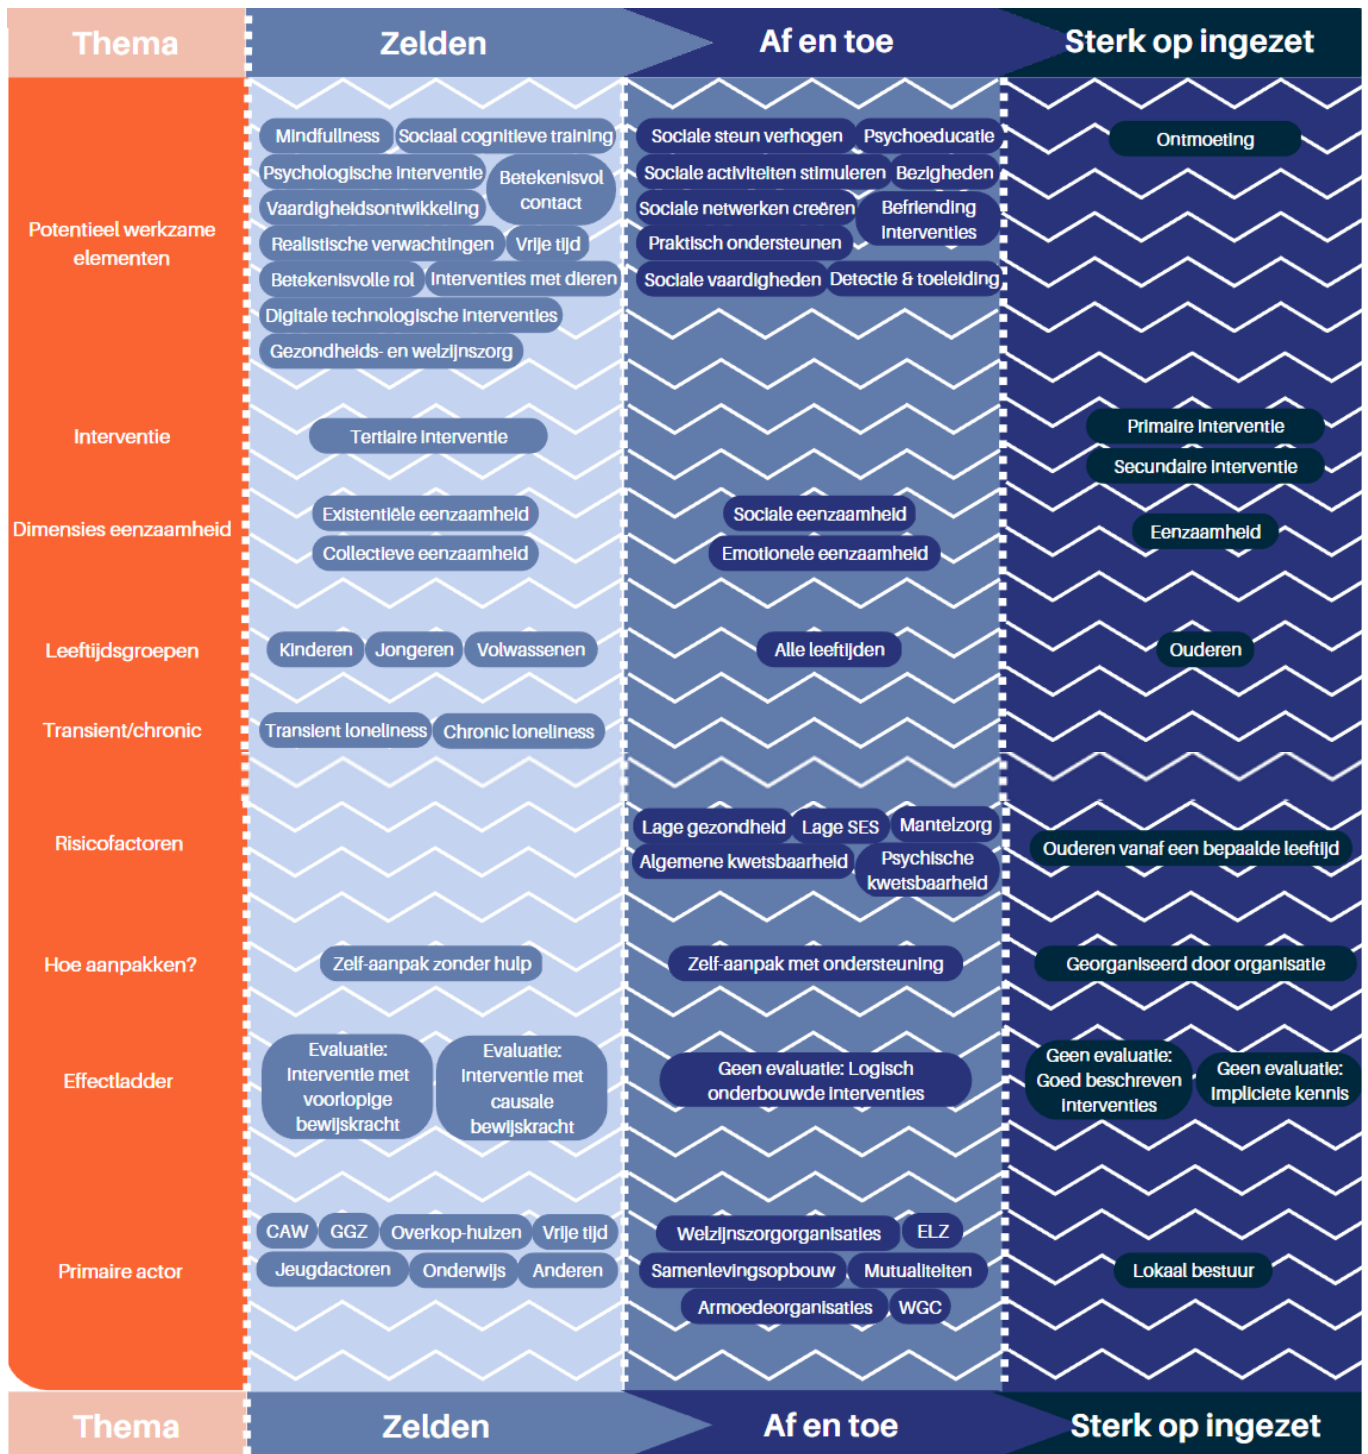 Thema
Zelden
Af en toe
Sterk op ingezet
Potentieel werkzame
elementen
Mindfullness
Sociaal cognitieve training
Psychologische interventie
Betekenisvol
contact
Vaardigheidsontwikkeling
Realistische verwachtingen
Vrije tijd
Betekenisvolle rol
Interventies met dieren
Digitale technologische interventies
Gezondheids- en welzijnszorg
Sociale steun verhogen
Psychoeducatie
Sociale activiteiten stimuleren
Bezigheden
Sociale netwerken creëren
Befriending
interventies
Praktisch ondersteunen
Sociale vaardigheden
Detectie & toeleiding
Ontmoeting
Interventie
Tertiaire interventie
Primaire interventie
Secundaire interventie
Dimensies eenzaamheid
Existentiële eenzaamheid
Collectieve eenzaamheid
Sociale eenzaamheid
Emotionele eenzaamheid
Eenzaamheid
Leeftijdsgroepen
Kinderen
Jongeren
Volwassenen
Alle leeftijden
Ouderen
Transient/chronic
Transient loneliness
Chronic loneliness
Risicofactoren
Lage gezondheid
Lage SES
Mantelzorg
Algemene kwetsbaarheid
Psychische
kwetsbaarheid
Ouderen vanaf een bepaalde leeftijd
Hoe aanpakken?
Zelf-aanpak zonder hulp
Zelf-aanpak met ondersteuning
Georganiseerd door organisatie
Effectladder
Evaluatie:
Interventie met
voorlopige
bewijskracht
Evaluatie:
Interventie met
causale
bewijskracht
Geen evaluatie: Logisch
onderbouwde interventies
Geen evaluatie:
Goed beschreven
interventies
Geen evaluatie:
Impliciete kennis
Primaire actor
CAW
GGZ
Overkop-huizen
Vrije tijd
Jeugdactoren
Onderwijs
Anderen
Welzijnszorgorganisaties
ELZ
Samenlevingsopbouw
Mutualiteiten
Armoedeorganisaties
WGC
Lokaal bestuur
Thema
Zelden
Af en toe
Sterk op ingezet